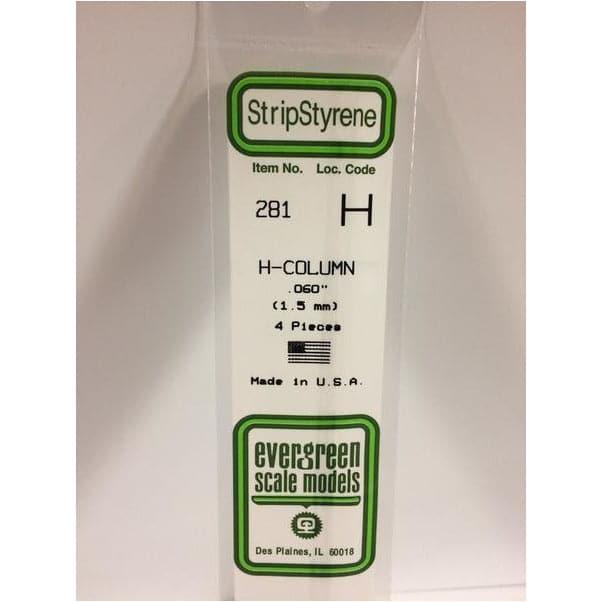 StripStyrene
Item No. Loc. Code
281 H
H-COLUMN
.060"
(1.5 mm)
4 Pieces
Made in U.S.A.
evergreen
scale models
Des Plaines, IL 60018